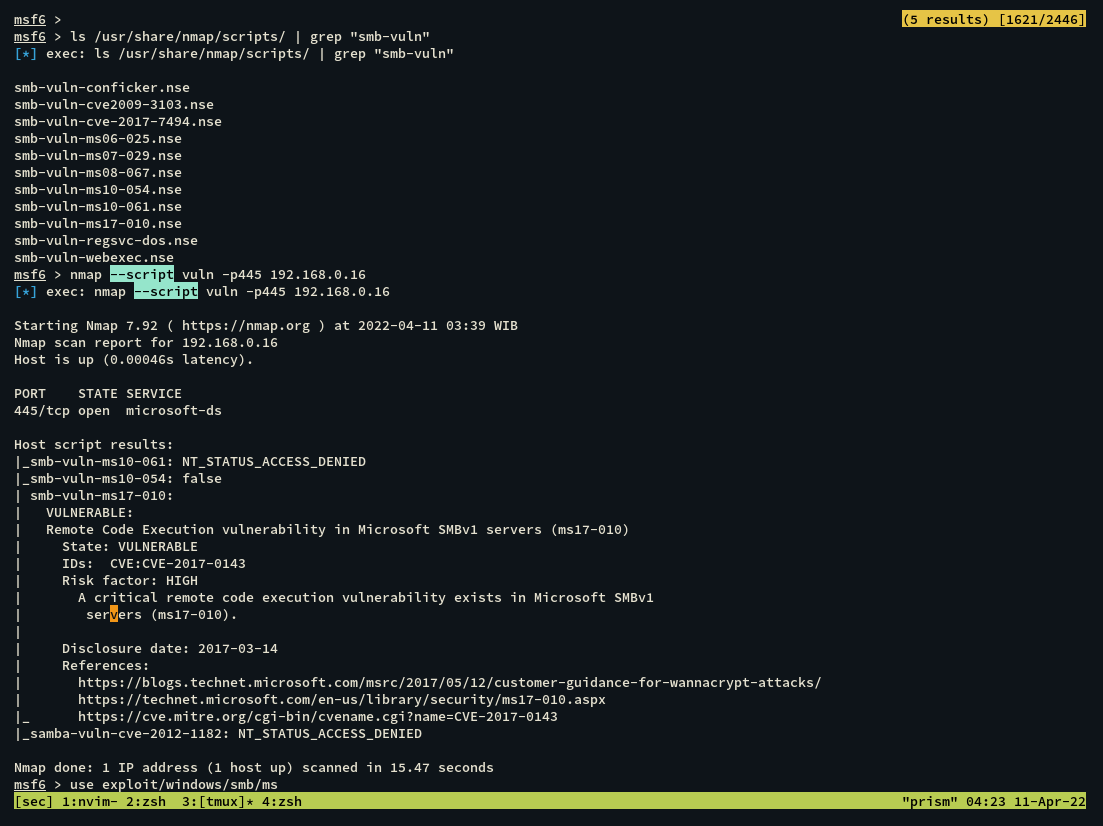 msf6 > (5 results) [1621/2446]
msf6 > ls /usr/share/nmap/scripts/ | grep "smb-vuln"
[*] exec: ls /usr/share/nmap/scripts/ | grep "smb-vuln"
smb-vuln-conficker.nse
smb-vuln-cve2009-3103.nse
smb-vuln-cve-2017-7494.nse
smb-vuln-ms06-025.nse
smb-vuln-ms07-029.nse
smb-vuln-ms08-067.nse
smb-vuln-ms10-054.nse
smb-vuln-ms10-061.nse
smb-vuln-ms17-010.nse
smb-vuln-regsvc-dos.nse
smb-vuln-webexec.nse
msf6 > nmap --script vuln -p445 192.168.0.16
[*] exec: nmap --script vuln -p445 192.168.0.16
Starting Nmap 7.92 ( https://nmap.org ) at 2022-04-11 03:39 WIB
Nmap scan report for 192.168.0.16
Host is up (0.00046s latency).
PORT    STATE SERVICE
445/tcp open  microsoft-ds
Host script results:
|_smb-vuln-ms10-061: NT_STATUS_ACCESS_DENIED
|_smb-vuln-ms10-054: false
| smb-vuln-ms17-010:
|   VULNERABLE:
|   Remote Code Execution vulnerability in Microsoft SMBv1 servers (ms17-010)
|     State: VULNERABLE
|     IDs:  CVE:CVE-2017-0143
|     Risk factor: HIGH
|       A critical remote code execution vulnerability exists in Microsoft SMBv1
|        servers (ms17-010).
|
|     Disclosure date: 2017-03-14
|     References:
|       https://blogs.technet.microsoft.com/msrc/2017/05/12/customer-guidance-for-wannacrypt-attacks/
|       https://technet.microsoft.com/en-us/library/security/ms17-010.aspx
|_      https://cve.mitre.org/cgi-bin/cvename.cgi?name=CVE-2017-0143
|_samba-vuln-cve-2012-1182: NT_STATUS_ACCESS_DENIED
Nmap done: 1 IP address (1 host up) scanned in 15.47 seconds
msf6 > use exploit/windows/smb/ms
[sec] 1:nvim- 2:zsh  3:[tmux]* 4:zsh "prism" 04:23 11-Apr-22